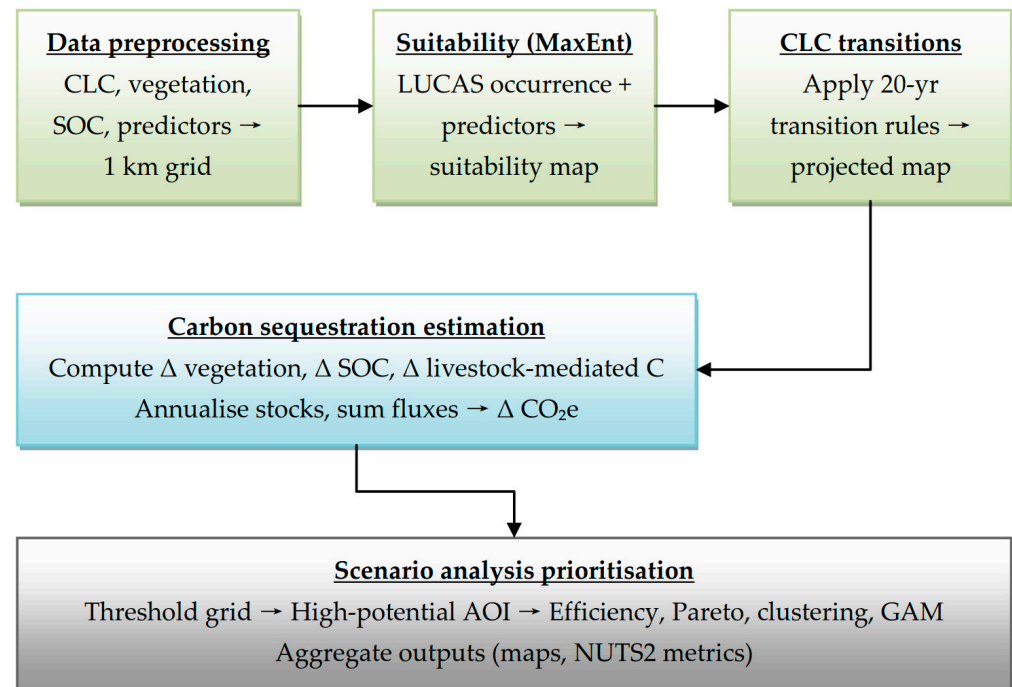 Data preprocessing
CLC, vegetation,
SOC, predictors →
1 km grid
Suitability (MaxEnt)
LUCAS occurrence +
predictors →
suitability map
CLC transitions
Apply 20-yr
transition rules →
projected map
Carbon sequestration estimation
Compute Δ vegetation, Δ SOC, Δ livestock-mediated C
Annualise stocks, sum fluxes → Δ CO₂e
Scenario analysis prioritisation
Threshold grid → High-potential AOI → Efficiency, Pareto, clustering, GAM
Aggregate outputs (maps, NUTS2 metrics)